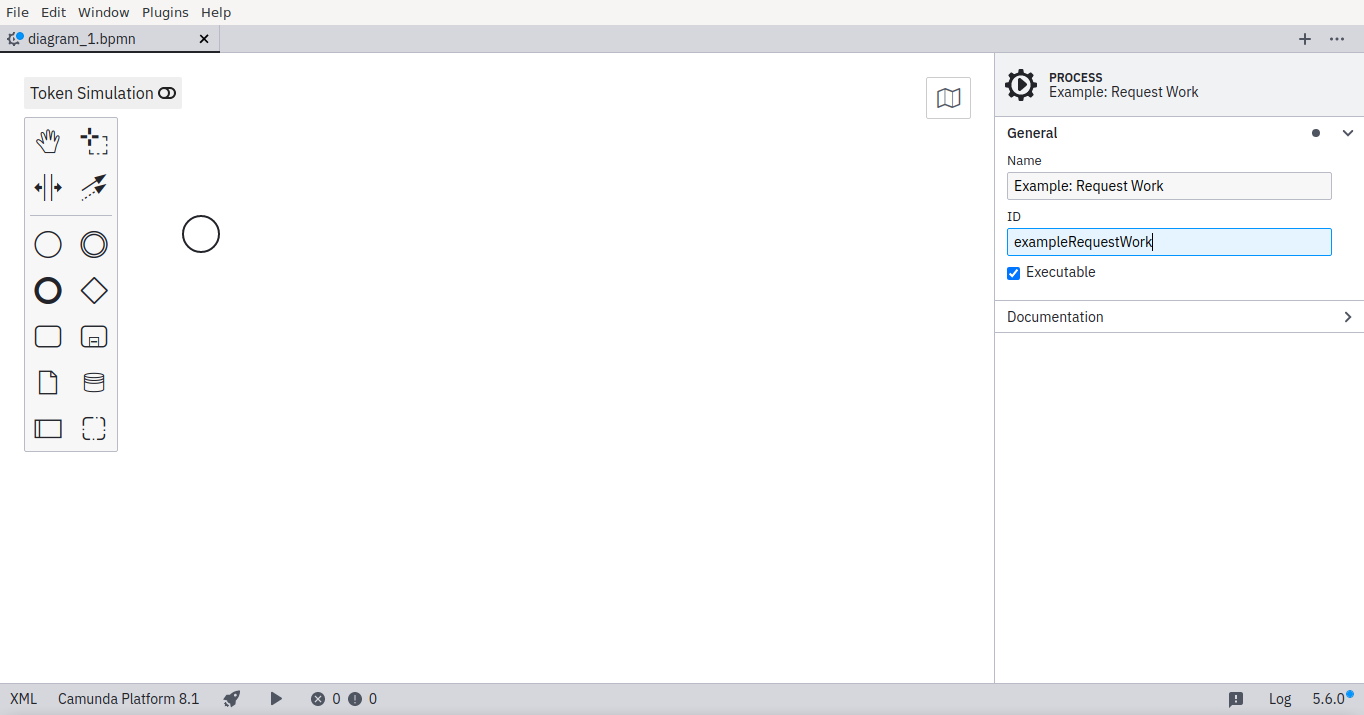 File Edit Window Plugins Help
diagram_1.bpmn
Token Simulation
PROCESS
Example: Request Work
General
Name
Example: Request Work
ID
exampleRequestWork
Executable
Documentation
XML Camunda Platform 8.1 0 0 Log 5.6.0